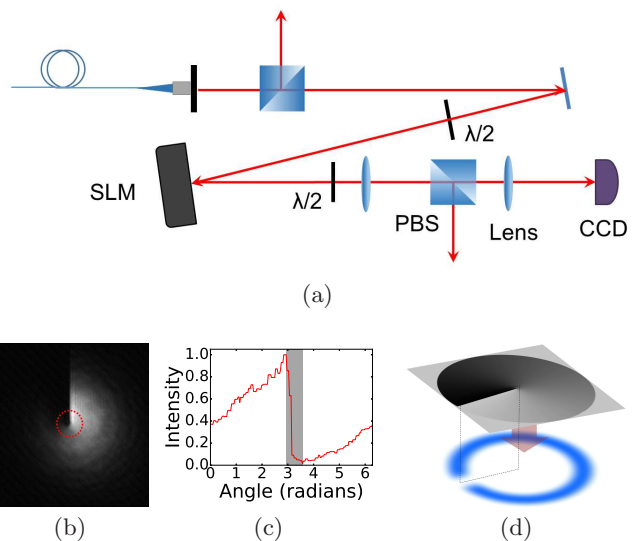 λ/2
SLM
λ/2
PBS
Lens
CCD
(a)
1.0
0.8
0.6
0.4
0.2
0.0
Intensity
0 1 2 3 4 5 6
Angle (radians)
(b)
(c)
(d)